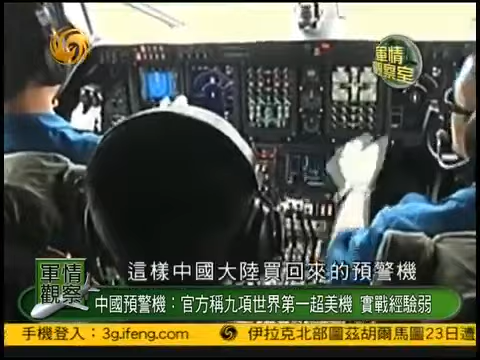 軍情
觀察室
這樣中國大陸買回來的預警機
軍情
觀察
中國預警機：官方稱九項世界第一超美機 實戰經驗弱
手機登入：3g.ifeng.com
伊拉克北部圖茲胡爾馬圖23日遭